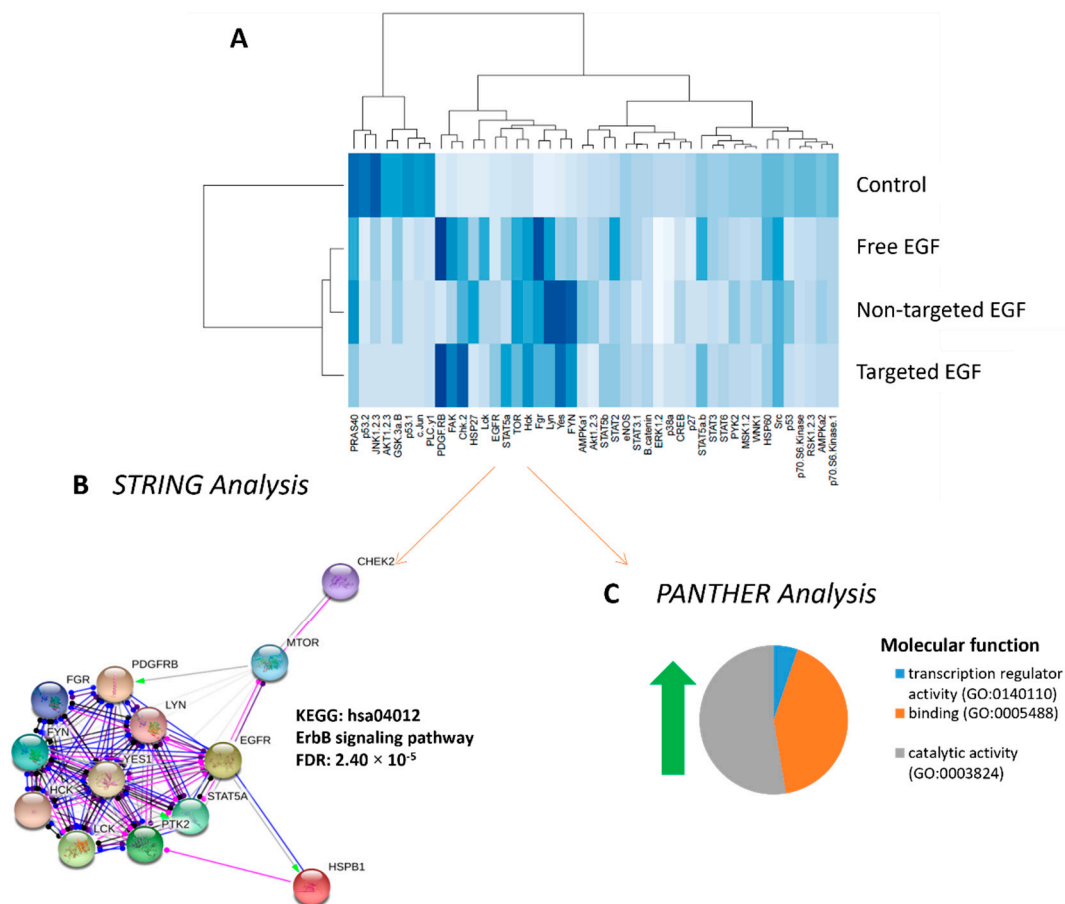 A
Control
Free EGF
Non-targeted EGF
Targeted EGF
PRAS40
p53.2
JNK1.2.3
AKT1.2.3
GSK.3a.B
p53.1
c.Jun
PLC.y1
PDGF.RB
FAK
Chk.2
HSP27
Lck
EGFR
STAT5a
TOR
Hck
Fgr
Lyn
Yes
FYN
AMPKa1
Akt1.2.3
STAT5b
STAT2
eNOS
STAT3.1
B.catenin
ERK1.2
p38a
CREB
p27
STAT5a.b
STAT3
STAT6
PYK2
MSK1.2
WNK1
HSP60
Src
p70.S6.Kinase
p53
RSK1.2.3
AMPKa2
p70.S6.Kinase.1
B STRING Analysis
CHEK2
MTOR
PDGFRB
FGR
LYN
FYN
EGFR
YES1
HCK
STAT5A
LCK
PTK2
HSPB1
KEGG: hsa04012
ErbB signaling pathway
FDR: 2.40 × 10-5
C PANTHER Analysis
Molecular function
transcription regulator
activity (GO:0140110)
binding (GO:0005488)
catalytic activity
(GO:0003824)